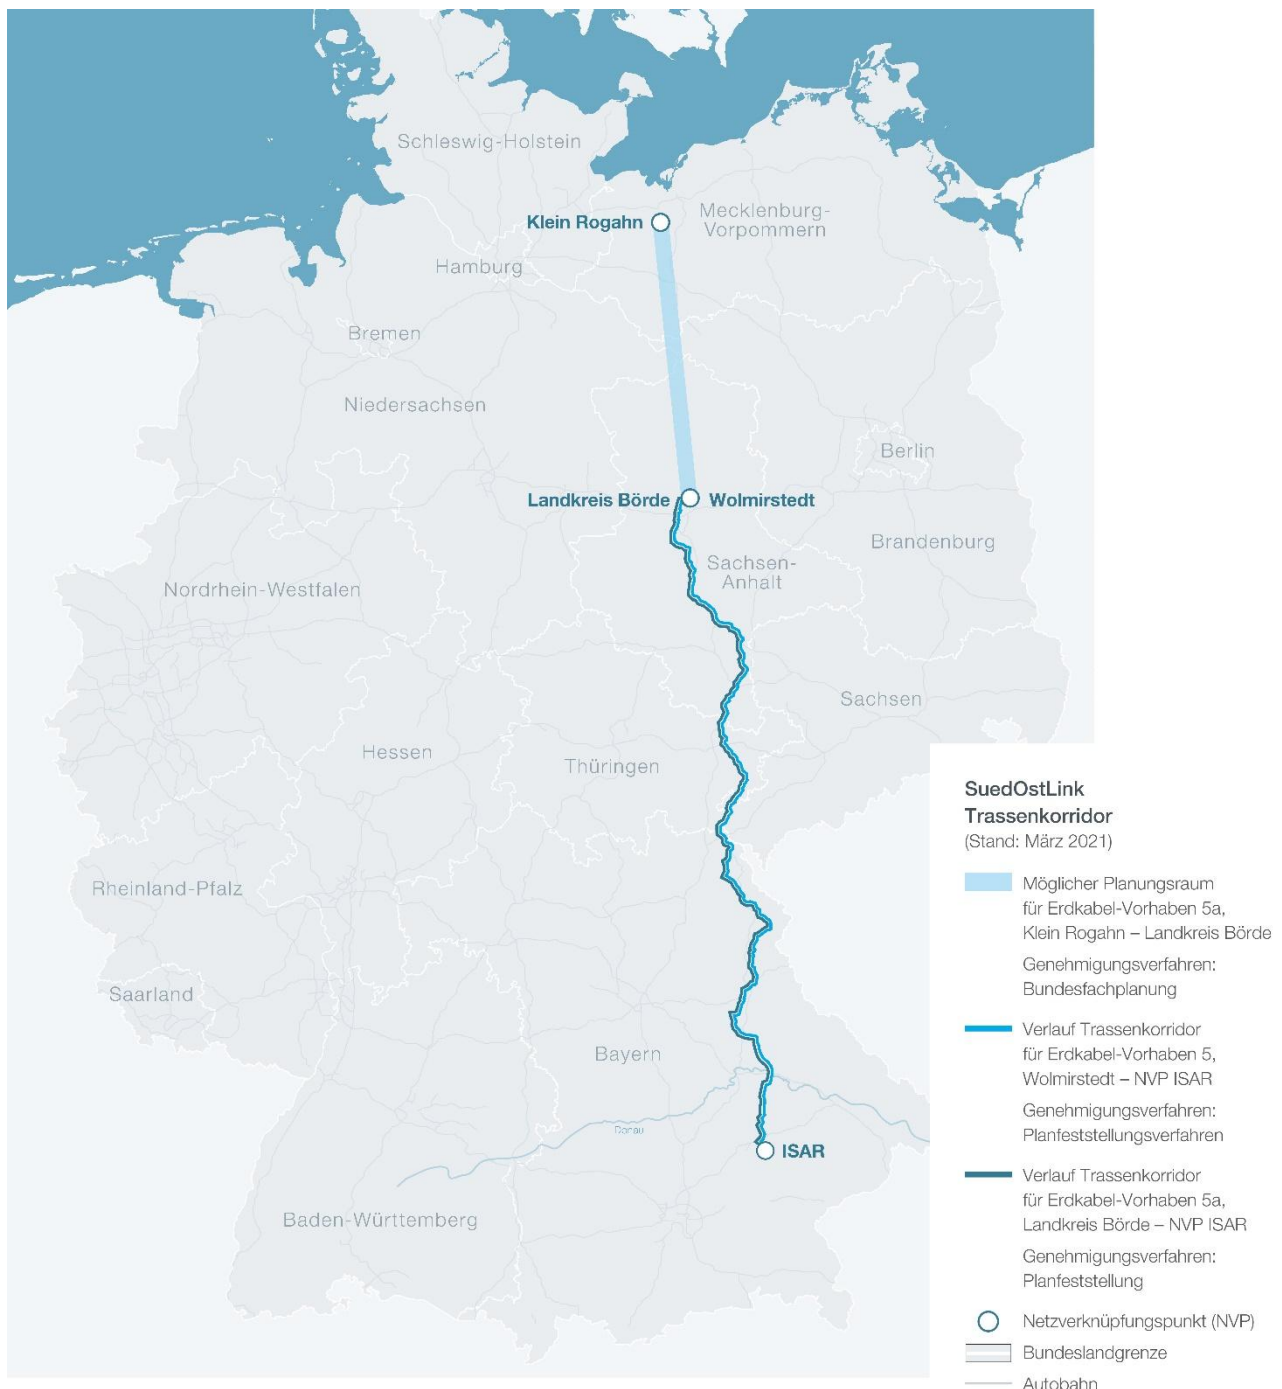 Schleswig-Holstein
Klein Rogahn
Mecklenburg-
Vorpommern
Hamburg
Bremen
Niedersachsen
Berlin
Landkreis Börde
Wolmirstedt
Brandenburg
Sachsen-
Anhalt
Nordrhein-Westfalen
Sachsen
Hessen
Thüringen
Rheinland-Pfalz
Saarland
Bayern
Donau
ISAR
Baden-Württemberg
SuedOstLink
Trassenkorridor
(Stand: März 2021)
Möglicher Planungsraum
für Erdkabel-Vorhaben 5a,
Klein Rogahn – Landkreis Börde
Genehmigungsverfahren:
Bundesfachplanung
Verlauf Trassenkorridor
für Erdkabel-Vorhaben 5,
Wolmirstedt – NVP ISAR
Genehmigungsverfahren:
Planfeststellungsverfahren
Verlauf Trassenkorridor
für Erdkabel-Vorhaben 5a,
Landkreis Börde – NVP ISAR
Genehmigungsverfahren:
Planfeststellung
Netzverknüpfungspunkt (NVP)
Bundeslandgrenze
Autobahn